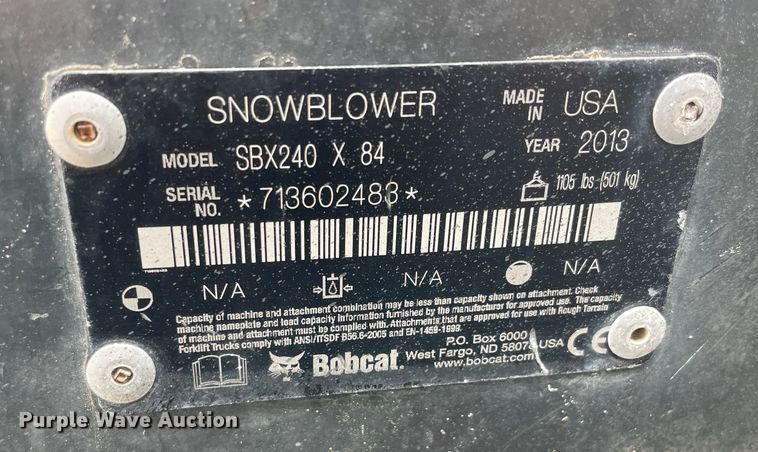 SNOWBLOWER
MADE IN USA
MODEL SBX240 X 84
YEAR 2013
SERIAL NO. *713602483*
1105 lbs (501 kg)
N/A N/A N/A
Capacity of machine and attachment combination may be less than capacity shown on attachment. Check
machine nameplate and load capacity information furnished by the manufacturer for approved use. The capacity
of machine and attachment must be complied with. Attachments that are approved for use with Rough Terrain
Forklift Trucks comply with ANSI/ITSDF B56.6-2005 and EN-1459-1999.
Bobcat.
P.O. Box 6000
West Fargo, ND 58078 USA
www.bobcat.com
CE
Purple Wave Auction